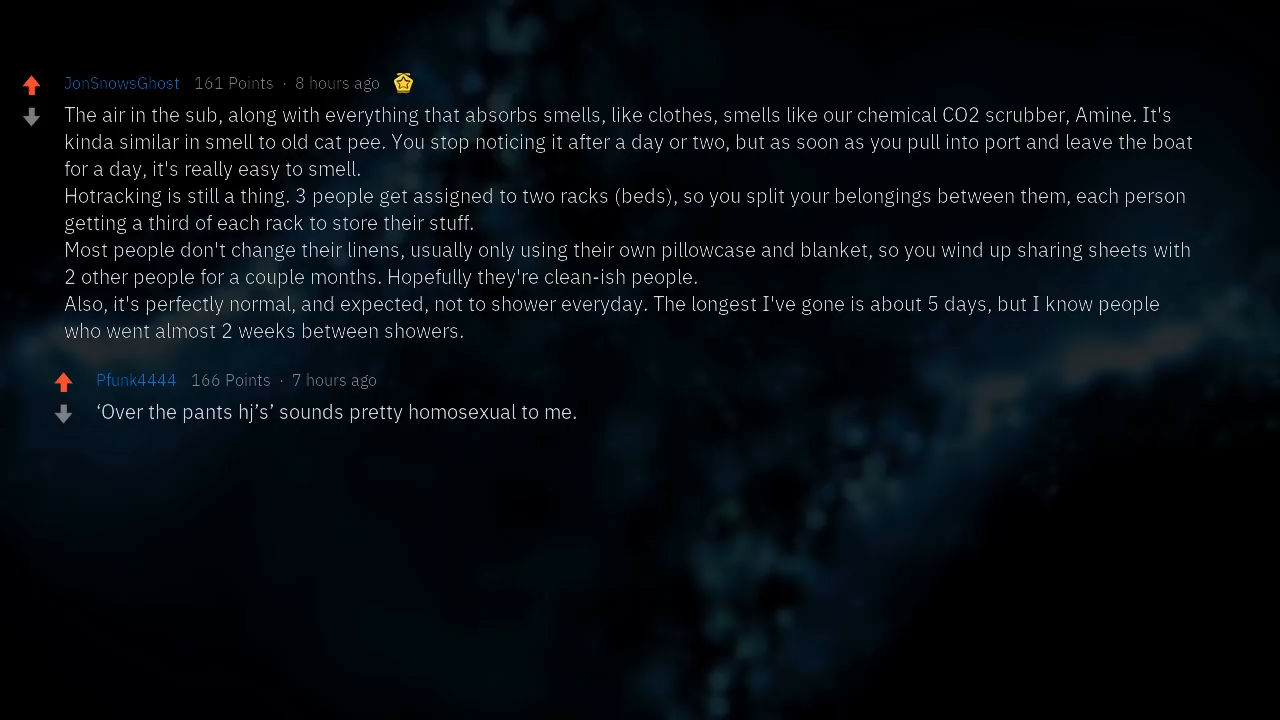 JonSnowsGhost 161 Points · 8 hours ago
The air in the sub, along with everything that absorbs smells, like clothes, smells like our chemical CO2 scrubber, Amine. It's
kinda similar in smell to old cat pee. You stop noticing it after a day or two, but as soon as you pull into port and leave the boat
for a day, it's really easy to smell.
Hotracking is still a thing. 3 people get assigned to two racks (beds), so you split your belongings between them, each person
getting a third of each rack to store their stuff.
Most people don't change their linens, usually only using their own pillowcase and blanket, so you wind up sharing sheets with
2 other people for a couple months. Hopefully they're clean-ish people.
Also, it's perfectly normal, and expected, not to shower everyday. The longest I've gone is about 5 days, but I know people
who went almost 2 weeks between showers.
Pfunk4444 166 Points · 7 hours ago
‘Over the pants hj’s’ sounds pretty homosexual to me.